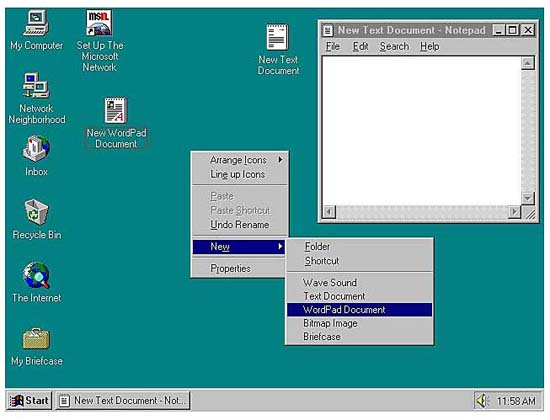 My Computer
msn
Set Up The
Microsoft
Network
New Text
Document
Network
Neighborhood
New WordPad
Document
Inbox
Recycle Bin
The Internet
My Briefcase
New Text Document - Notepad
File Edit Search Help
Arrange Icons
Line up Icons
Paste
Paste Shortcut
Undo Rename
New
Properties
Folder
Shortcut
Wave Sound
Text Document
WordPad Document
Bitmap Image
Briefcase
Start
New Text Document - Not...
11:58 AM